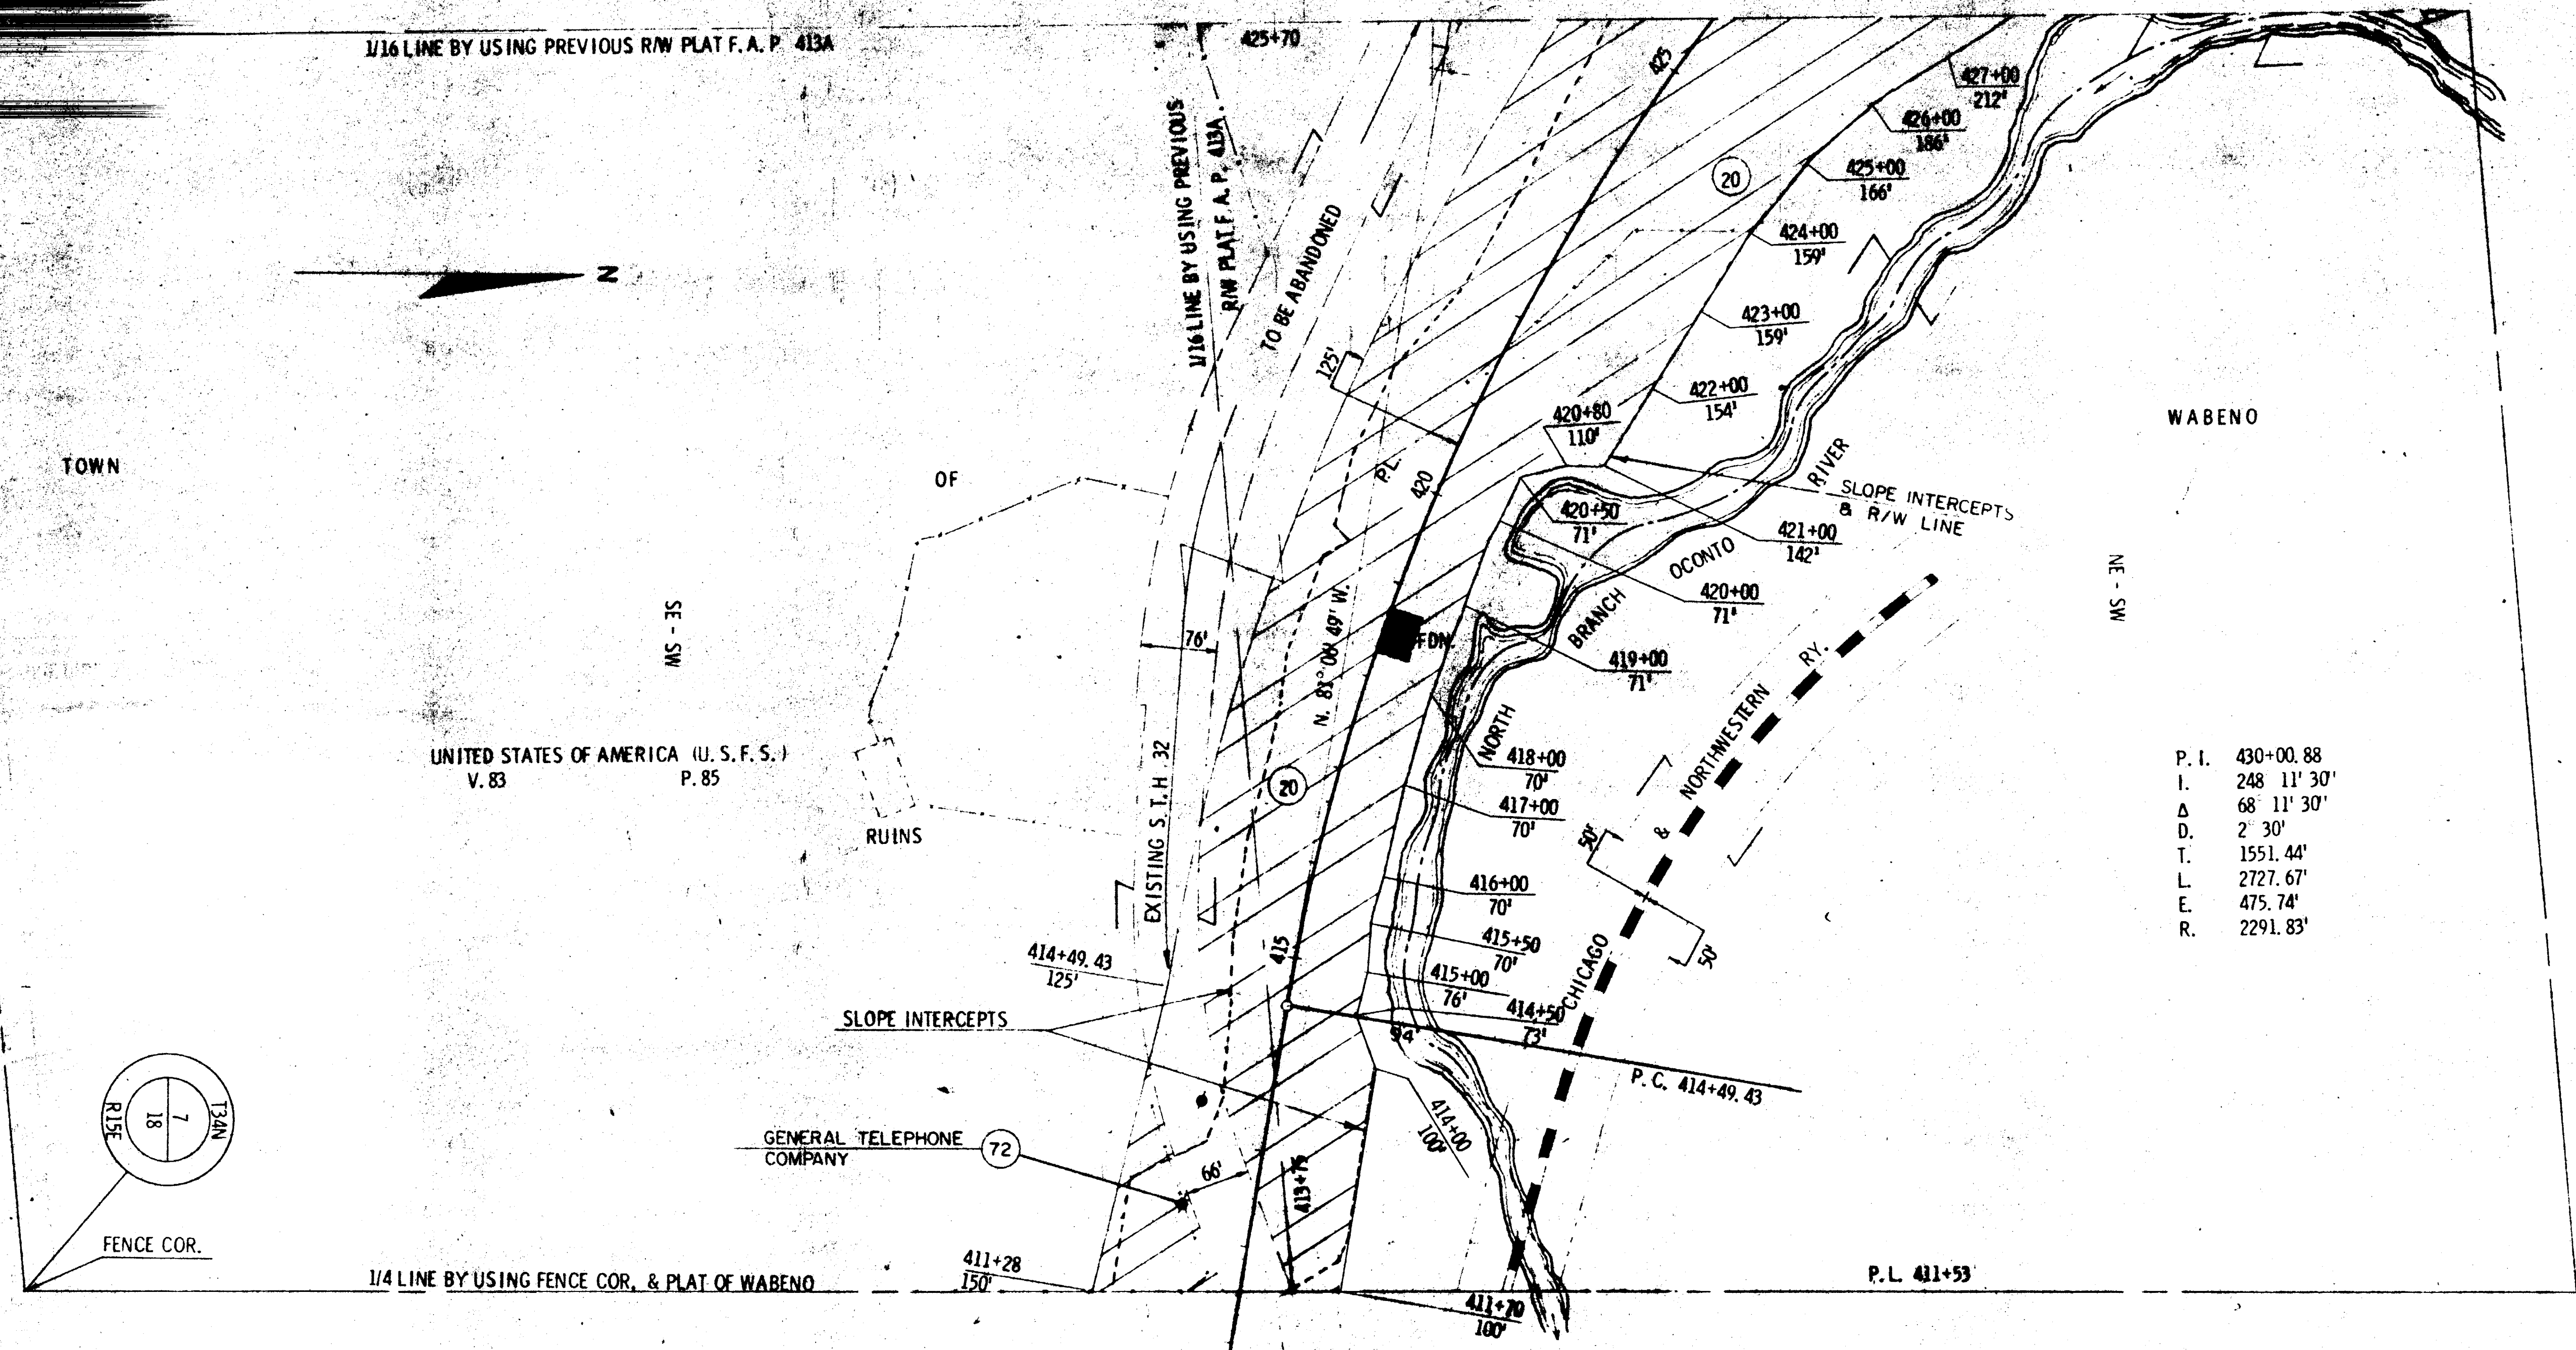 1/16 LINE BY USING PREVIOUS R/W PLAT F. A. P. 413A
425+70
425
427+00
212'
426+00
186'
425+00
166'
424+00
159'
423+00
159'
422+00
154'
420+80
110'
1/16 LINE BY USING PREVIOUS
R/W PLAT F. A. P. 413A.
TO BE ABANDONED
20
N
125'
P.L.
420
TOWN
OF
WABENO
SLOPE INTERCEPTS
& R/W LINE
420+50
71'
421+00
142'
420+00
71'
419+00
71'
418+00
70'
417+00
70'
416+00
70'
415+50
70'
415+00
76'
414+50
73'
94'
NORTH
BRANCH
OCONTO
RIVER
CHICAGO
&
NORTHWESTERN
RY.
50'
50'
NE - SW
SE - SW
76'
FDN.
N. 83° 06' 49" W.
EXISTING S. T. H 32
20
415
UNITED STATES OF AMERICA (U. S. F. S.)
V. 83 P. 85
RUINS
P. I. 430+00. 88
I. 248 11' 30"
Δ 68° 11' 30"
D. 2° 30'
T. 1551. 44'
L. 2727. 67'
E. 475. 74'
R. 2291. 83'
414+49. 43
125'
SLOPE INTERCEPTS
P. C. 414+49. 43
414+00
100'
GENERAL TELEPHONE
COMPANY
72
66'
413+75
T34N
7
18
R15E
FENCE COR.
1/4 LINE BY USING FENCE COR. & PLAT OF WABENO
411+28
150'
411+70
100'
P. L. 411+53